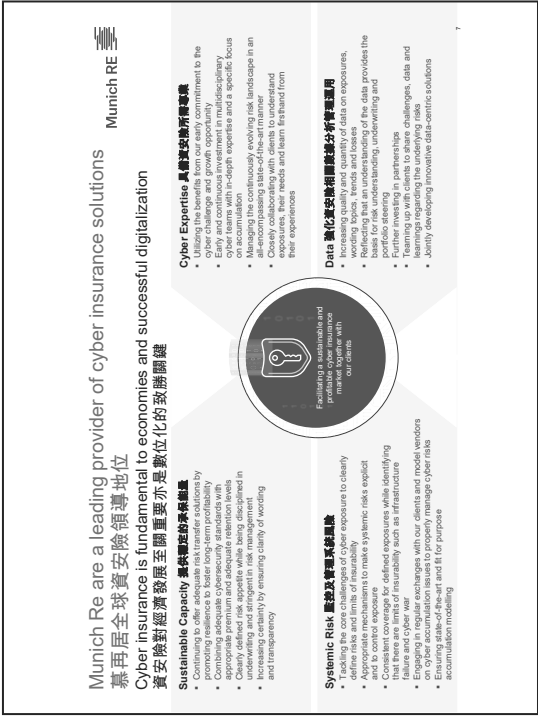 Munich Re are a leading provider of cyber insurance solutions
慕再居全球資安險領導地位
Munich RE
Cyber insurance is fundamental to economies and successful digitalization
資安險對經濟發展至關重要亦是數位化的致勝關鍵
Sustainable Capacity 提供穩定的承保能量
Continuing to offer adequate risk transfer solutions by
promoting resilience to foster long-term profitability
• Combining adequate cybersecurity standards with
appropriate premium and adequate retention levels
• Clearly defined risk appetite while being disciplined in
underwriting and stringent in risk management
• Increasing certainty by ensuring clarity of wording
and transparency
Cyber Expertise 具備資安險所需專業
• Utilizing the benefits from our early commitment to the
cyber challenge and growth opportunity
• Early and continuous investment in multidisciplinary
cyber teams with in-depth expertise and a specific focus
on accumulation
• Managing the continuously evolving risk landscape in an
all-encompassing state-of-the-art manner
• Closely collaborating with clients to understand
exposures, their needs and learn firsthand from
their experiences
Facilitating a sustainable and
profitable cyber insurance
market together with
our clients
Systemic Risk 監控及管理系統風險
• Tackling the core challenges of cyber exposure to clearly
define risks and limits of insurability
• Appropriate mechanisms to make systemic risks explicit
and to control exposure
• Consistent coverage for defined exposures while identifying
that there are limits of insurability such as infrastructure
failure and cyber war
• Engaging in regular exchanges with our clients and model vendors
on cyber accumulation issues to properly manage cyber risks
• Ensuring state-of-the-art and fit for purpose
accumulation modelling
Data 強化資安險相關數據分析管理運用
• Increasing quality and quantity of data on exposures,
wording topics, trends and losses
• Reflecting that an understanding of the data provides the
basis for risk understanding, underwriting and
portfolio steering
• Further investing in partnerships
• Teaming up with clients to share challenges, data and
learnings regarding the underlying risks
• Jointly developing innovative data-centric solutions
7